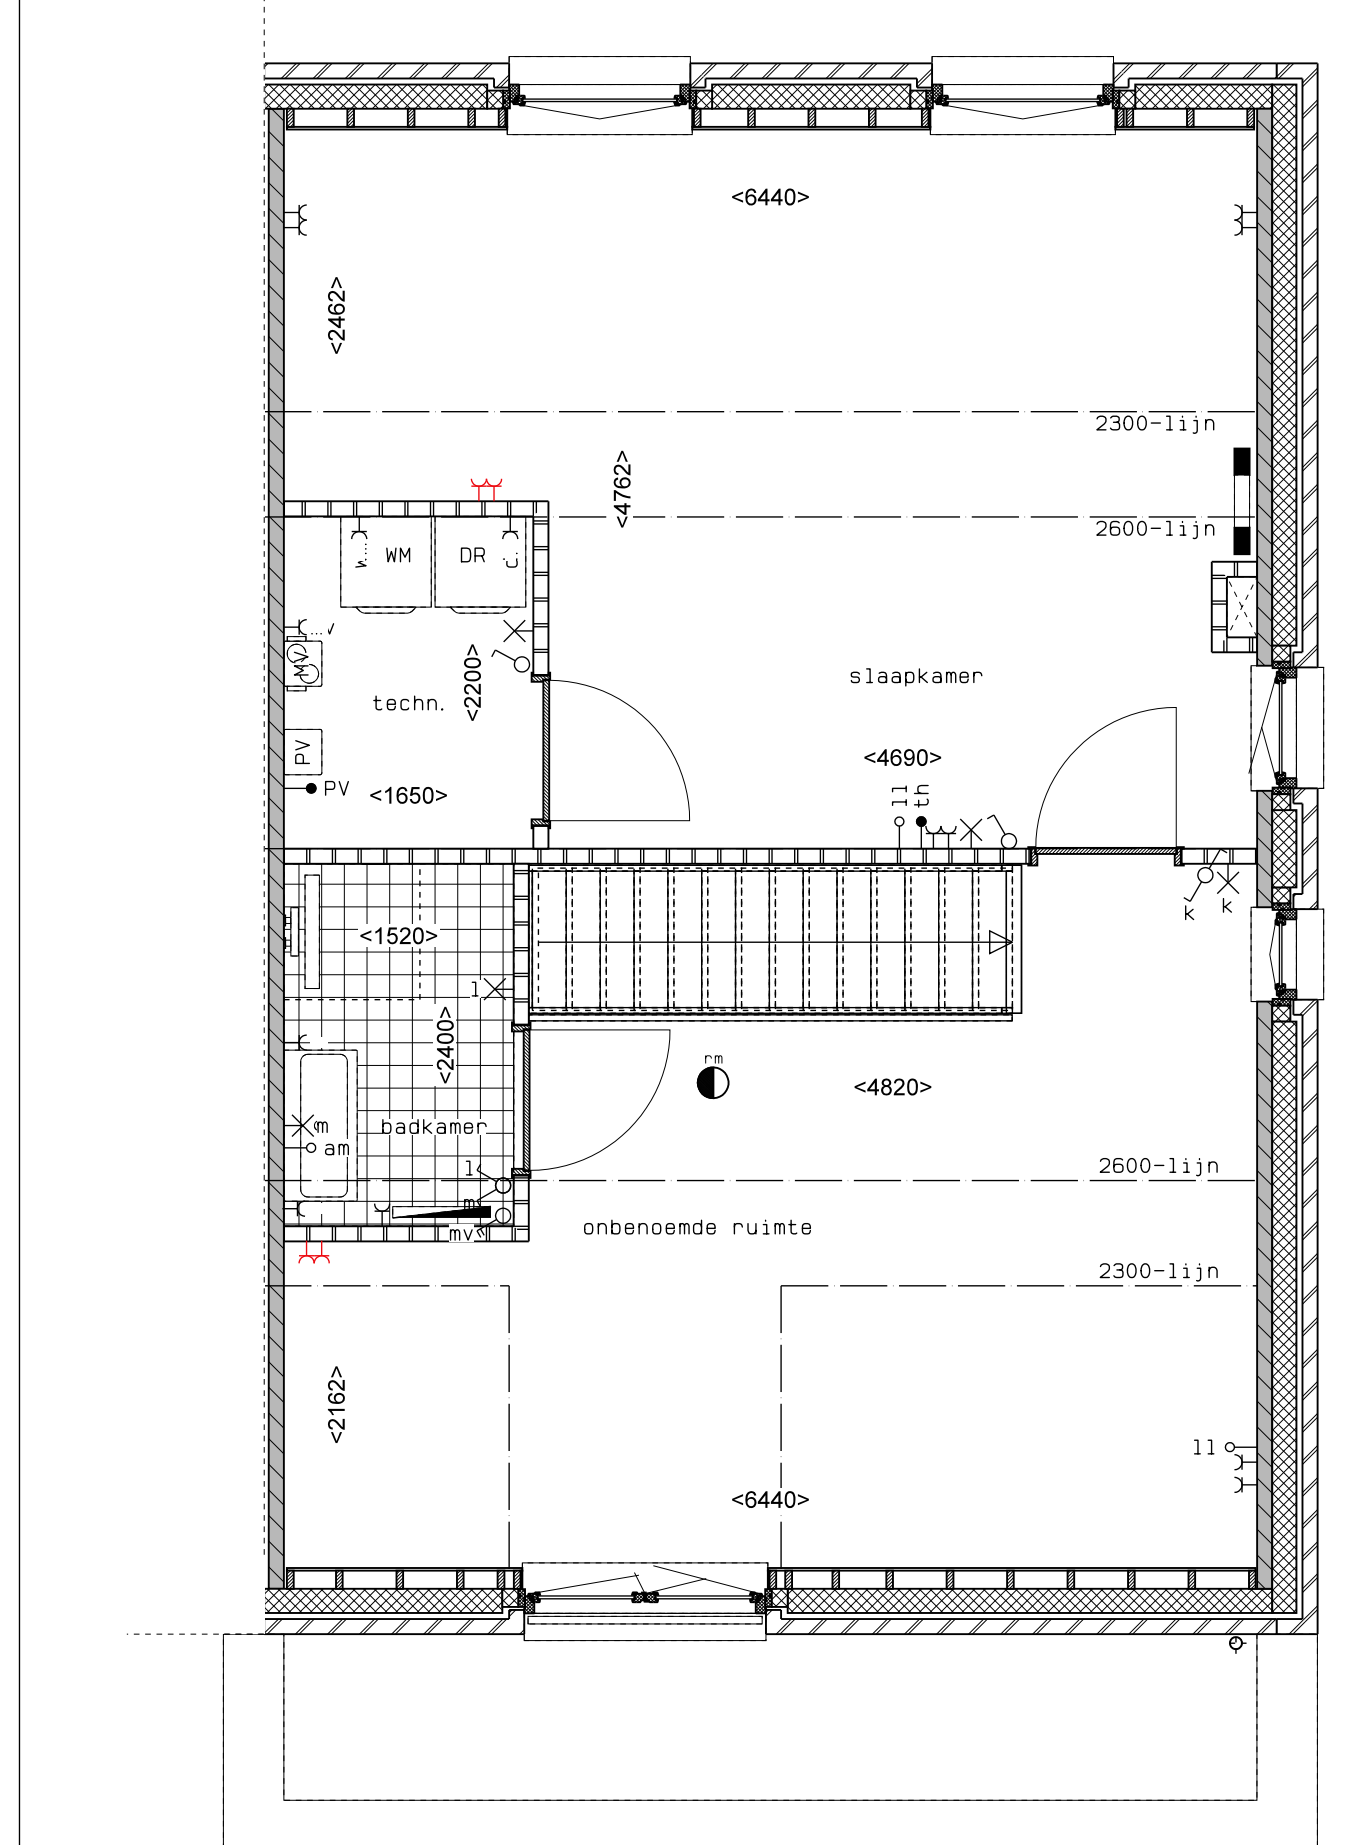 <6440>
<2462>
2300-lijn
<4762>
2600-lijn
WM
DR
MV
<2200>
techn.
slaapkamer
PV
PV
<1650>
<4690>
ll
th
k
k
<1520>
l
<2400>
rm
<4820>
m
badkamer
am
l
2600-lijn
m
mv
onbenoemde ruimte
2300-lijn
<2162>
ll
<6440>